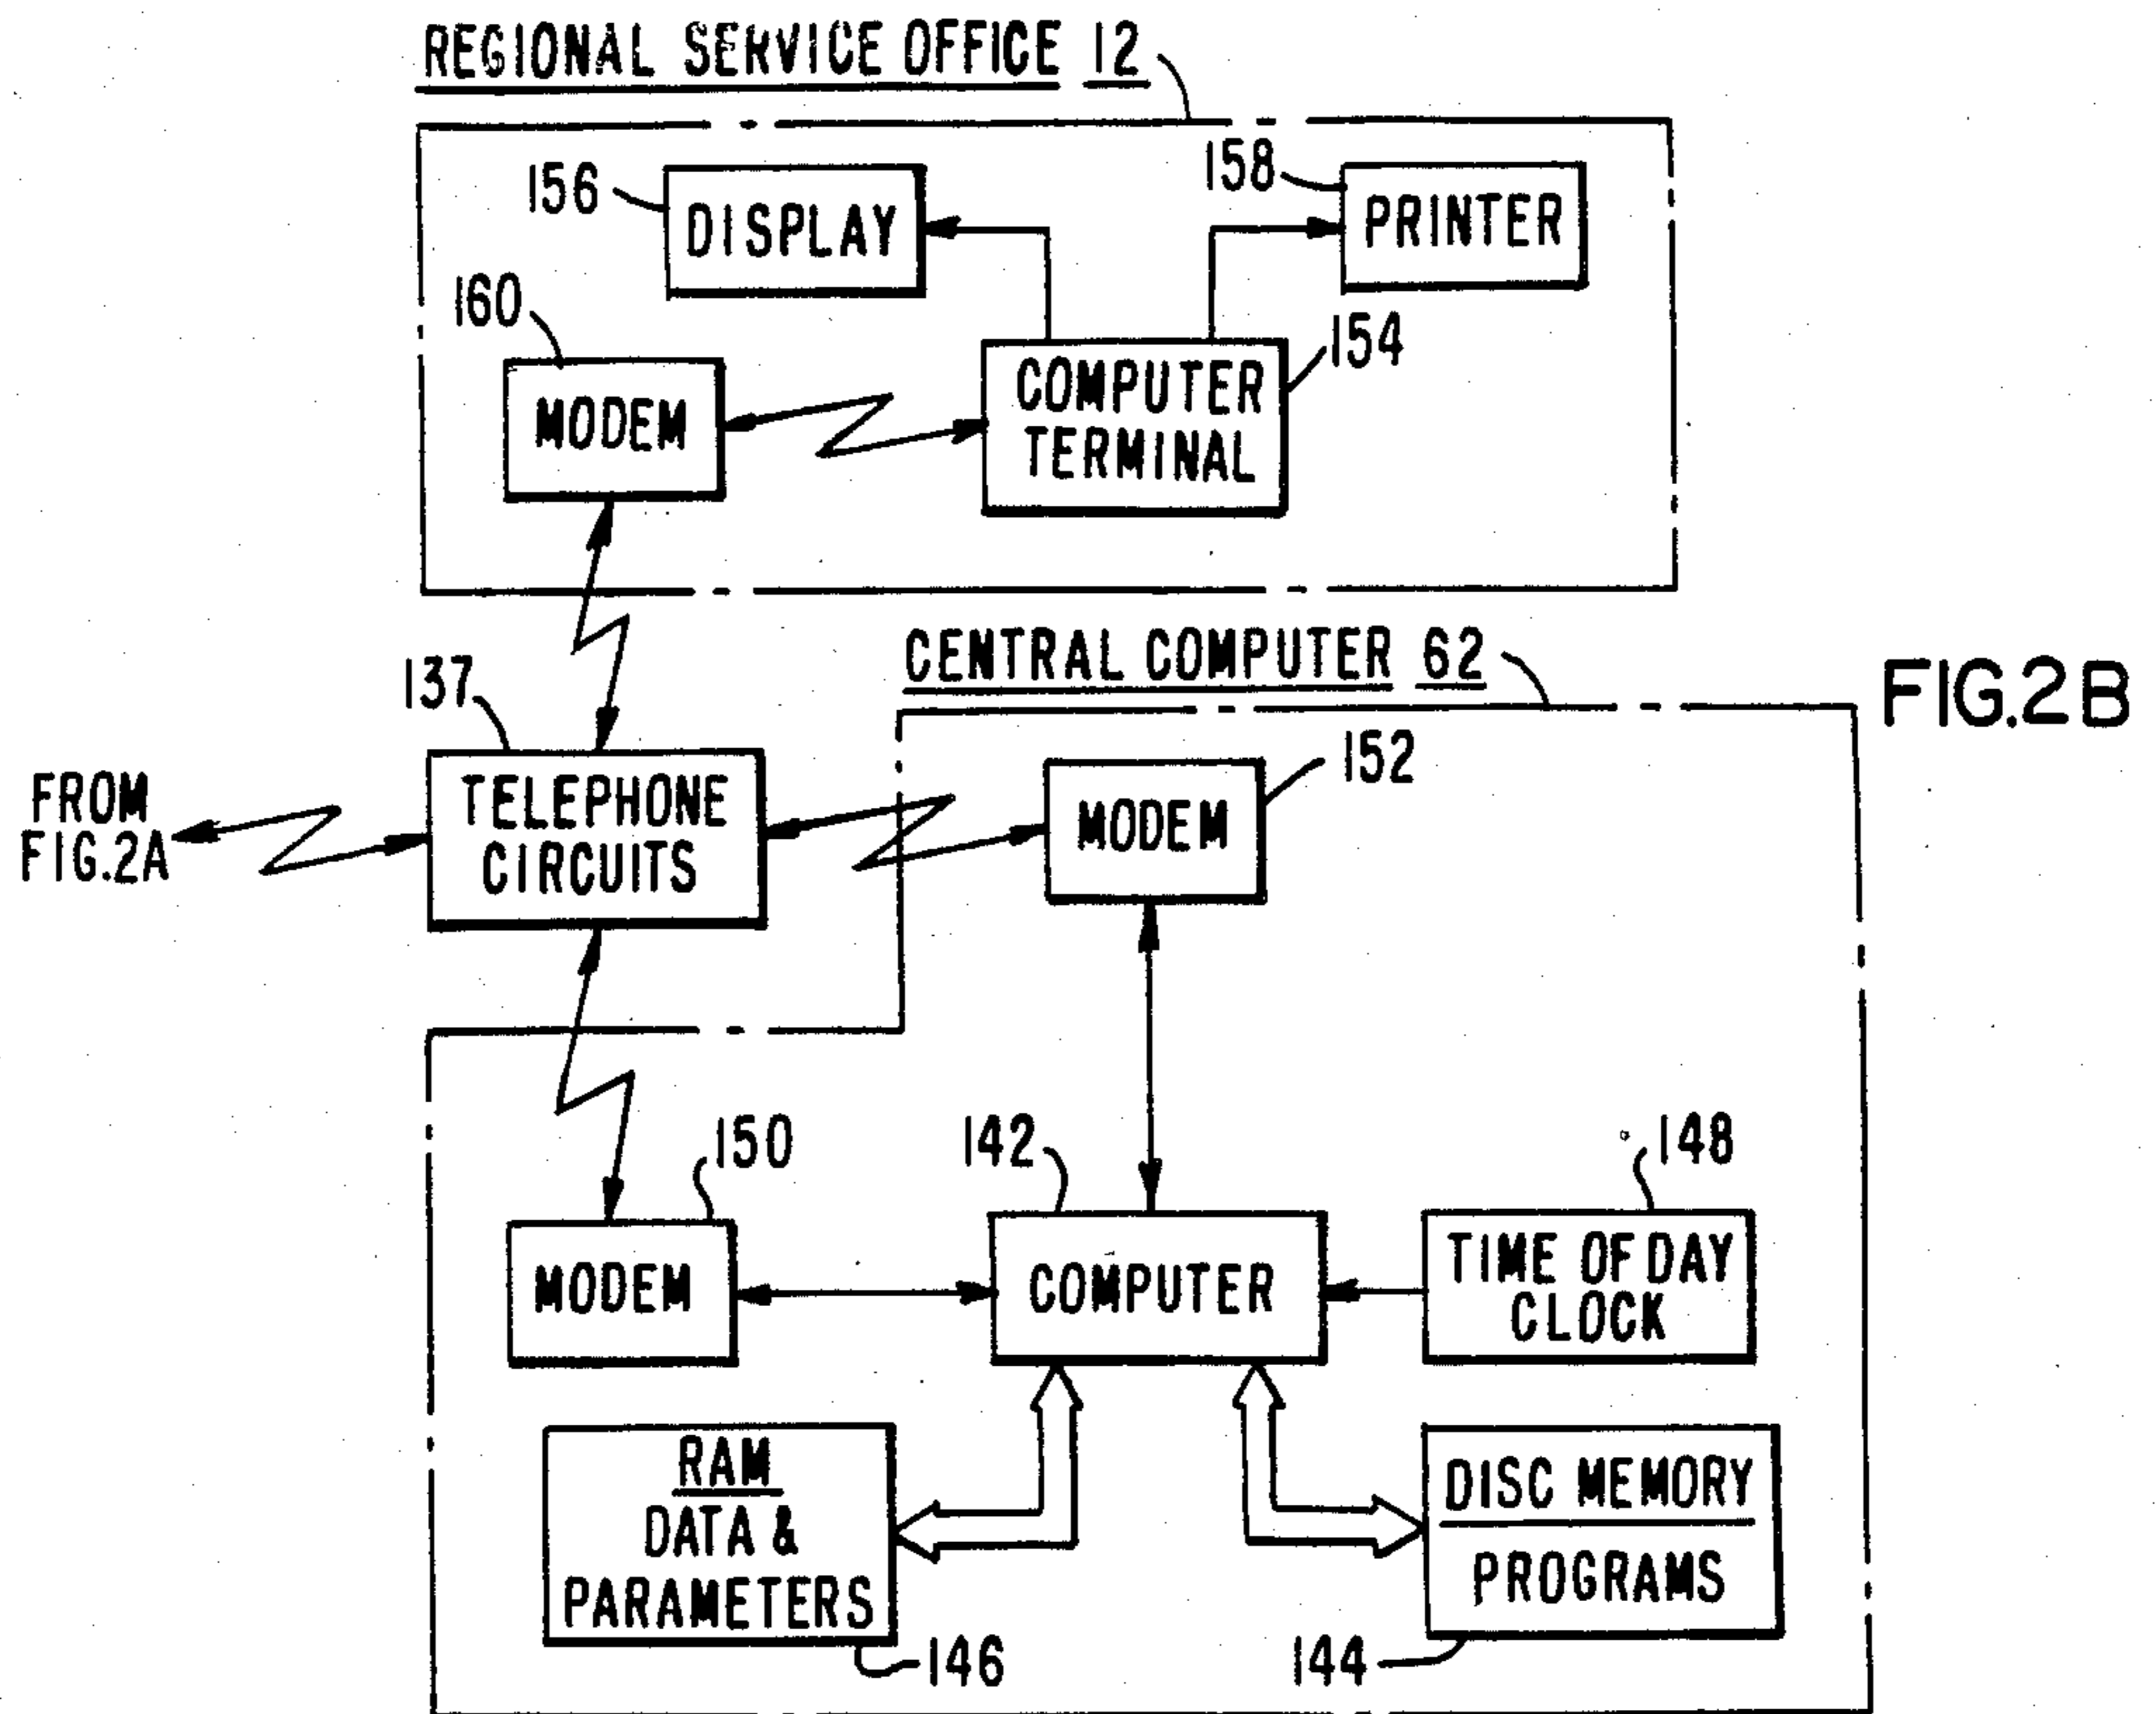 REGIONAL SERVICE OFFICE 12
156
DISPLAY
158
PRINTER
160
MODEM
COMPUTER
TERMINAL
154
CENTRAL COMPUTER 62
FIG.2B
137
TELEPHONE
CIRCUITS
FROM
FIG.2A
152
MODEM
150
MODEM
142
COMPUTER
148
TIME OF DAY
CLOCK
RAM
DATA &
PARAMETERS
146
DISC MEMORY
PROGRAMS
144